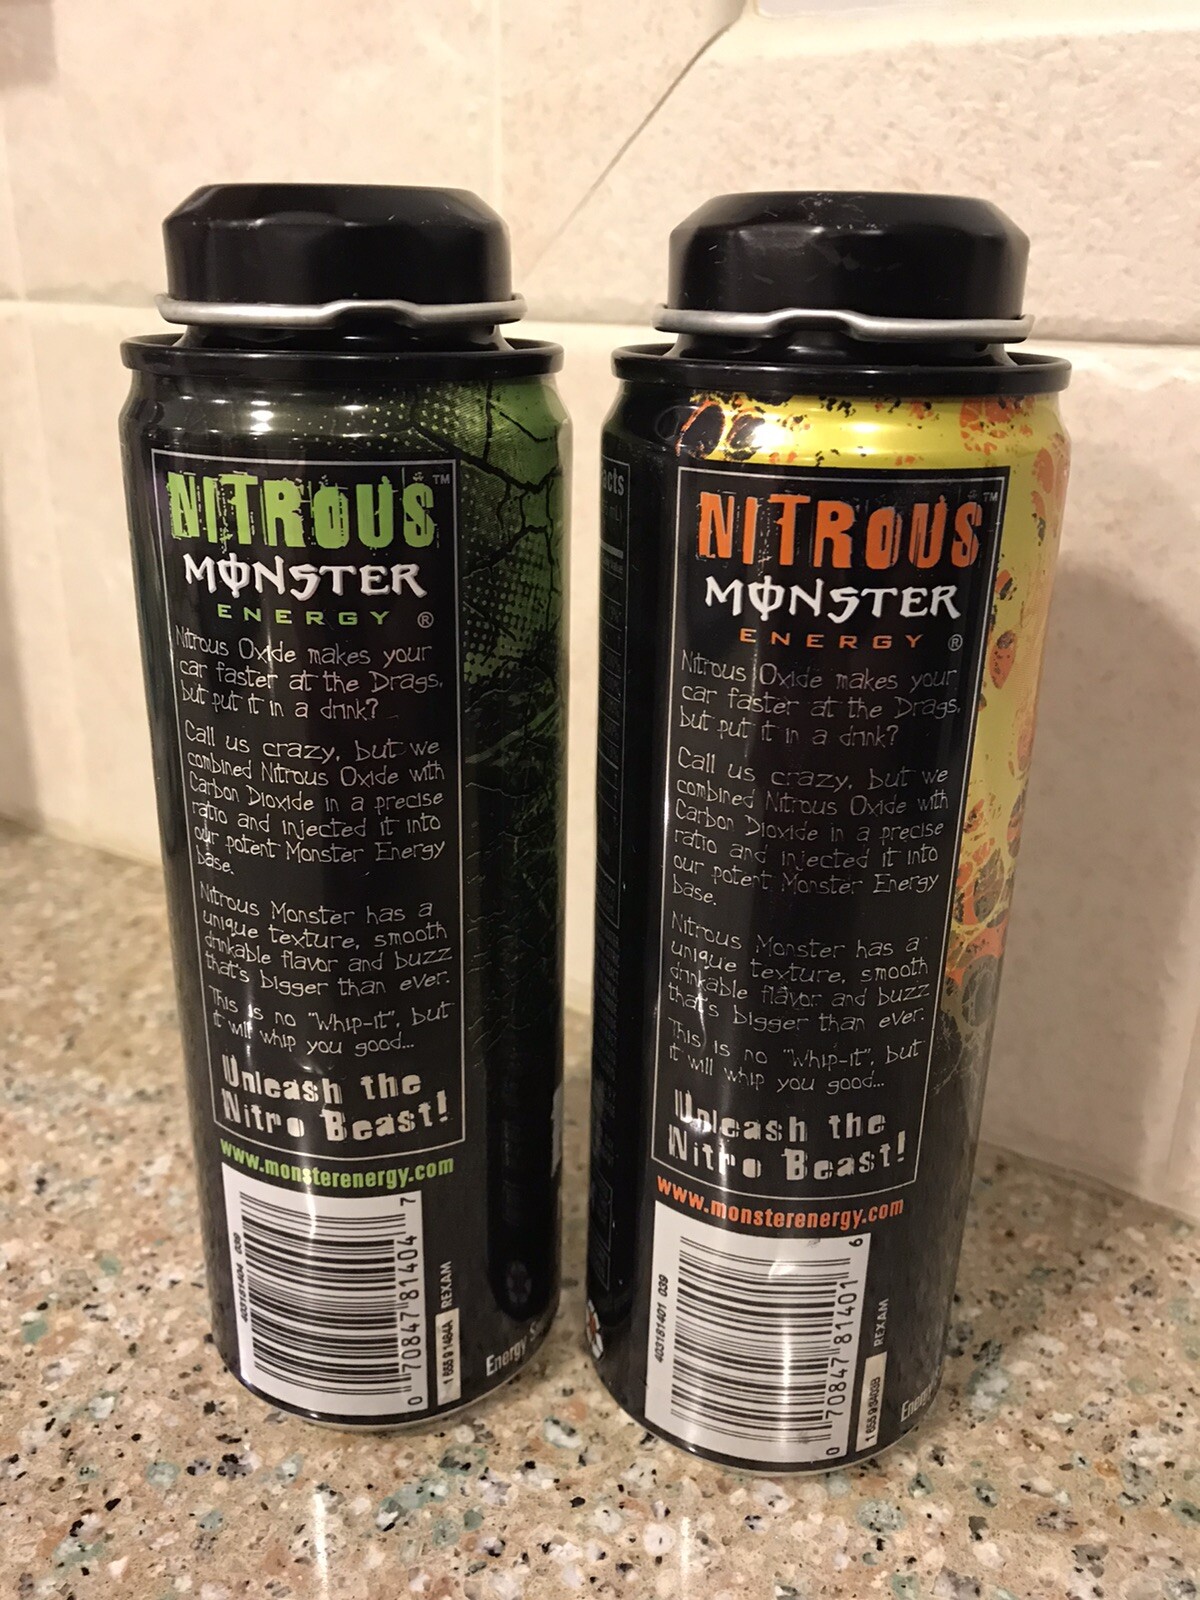 NITROUS™
MONSTER
ENERGY ®
Nitrous Oxide makes your
car faster at the Drags,
but put it in a drink?
Call us crazy, but we
combined Nitrous Oxide with
Carbon Dioxide in a precise
ratio and injected it into
our potent Monster Energy
base.
Nitrous Monster has a
unique texture, smooth
drinkable flavor and buzz
that's bigger than ever.
This is no "Whip-it", but
it will whip you good...
Unleash the
Nitro Beast!
www.monsterenergy.com
403181404 039
0 70847 81404 7
REXAM
Energy
acts
NITROUS™
MONSTER
ENERGY ®
Nitrous Oxide makes your
car faster at the Drags,
but put it in a drink?
Call us crazy, but we
combined Nitrous Oxide with
Carbon Dioxide in a precise
ratio and injected it into
our potent Monster Energy
base.
Nitrous Monster has a
unique texture, smooth
drinkable flavor and buzz
that's bigger than ever.
This is no "Whip-it", but
it will whip you good...
Unleash the
Nitro Beast!
www.monsterenergy.com
403181401 039
0 70847 81401 6
REXAM